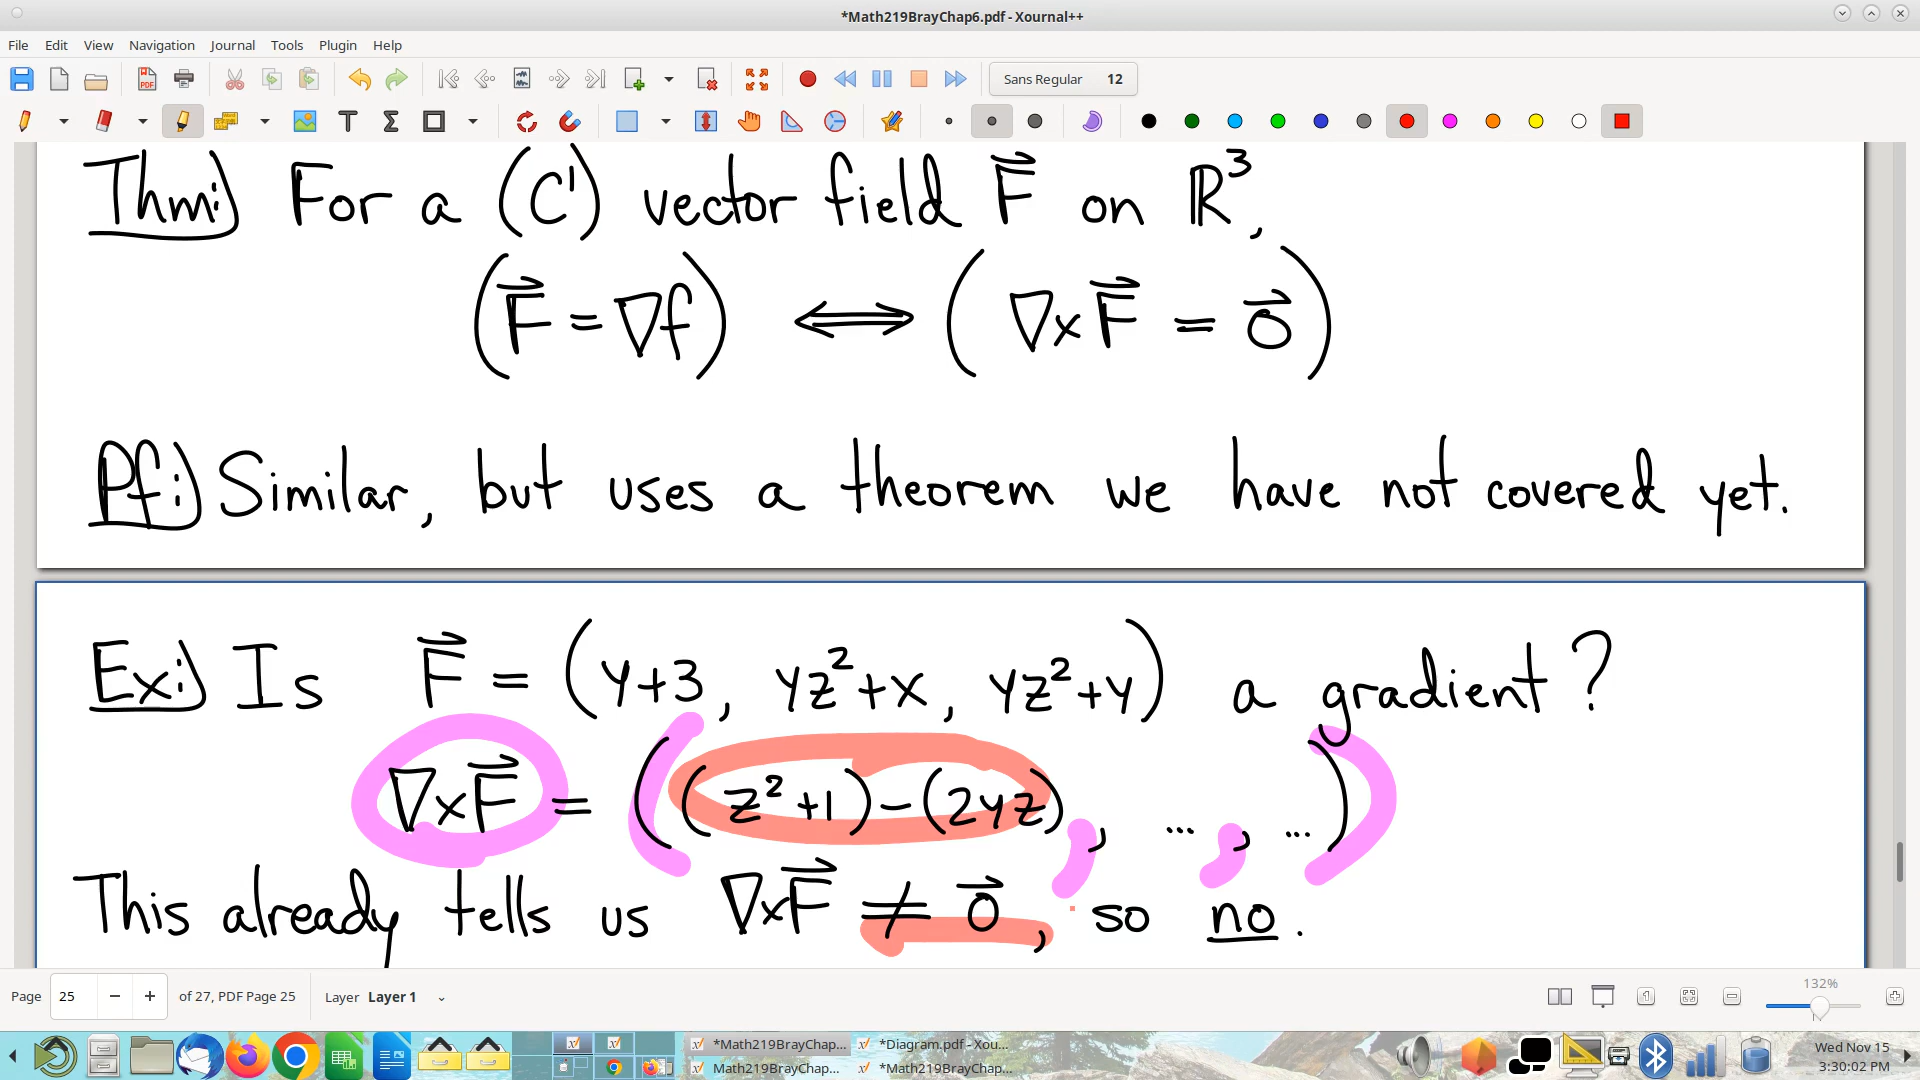 *Math219BrayChap6.pdf - Xournal++
File Edit View Navigation Journal Tools Plugin Help
Sans Regular 12
Thm: For a (C¹) vector field F⃗ on ℝ³,
(F⃗ = ∇f) ⟺ (∇×F⃗ = 0⃗)
Pf: Similar, but uses a theorem we have not covered yet.
Ex: Is F⃗ = (y+3, yz²+x, yz²+y) a gradient?
∇×F⃗ = ((z²+1)-(2yz), ..., ...)
This already tells us ∇×F⃗ ≠ 0⃗, so no.
Page 25 of 27, PDF Page 25 Layer Layer 1 132%
*Math219BrayChap... *Diagram.pdf - Xou... Wed Nov 15
Math219BrayChap... *Math219BrayChap... 3:30:02 PM